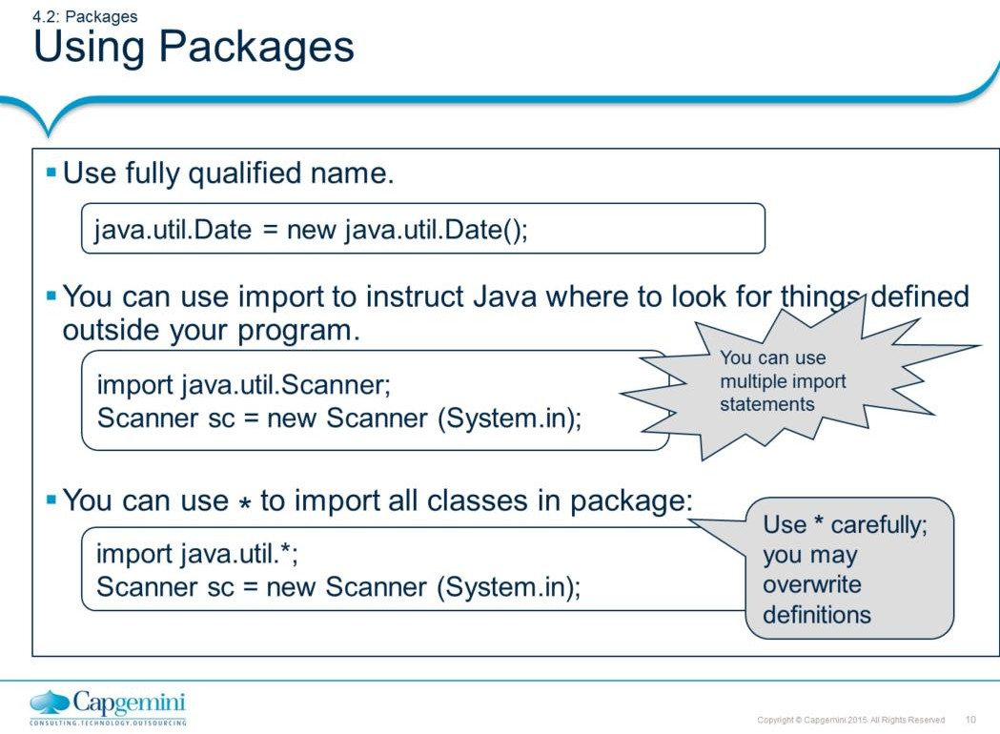 4.2: Packages
Using Packages
Use fully qualified name.
java.util.Date = new java.util.Date();
You can use import to instruct Java where to look for things defined
outside your program.
import java.util.Scanner;
Scanner sc = new Scanner (System.in);
You can use
multiple import
statements
You can use * to import all classes in package:
import java.util.*;
Scanner sc = new Scanner (System.in);
Use * carefully;
you may
overwrite
definitions
Capgemini
CONSULTING.TECHNOLOGY.OUTSOURCING
Copyright © Capgemini 2015. All Rights Reserved 10